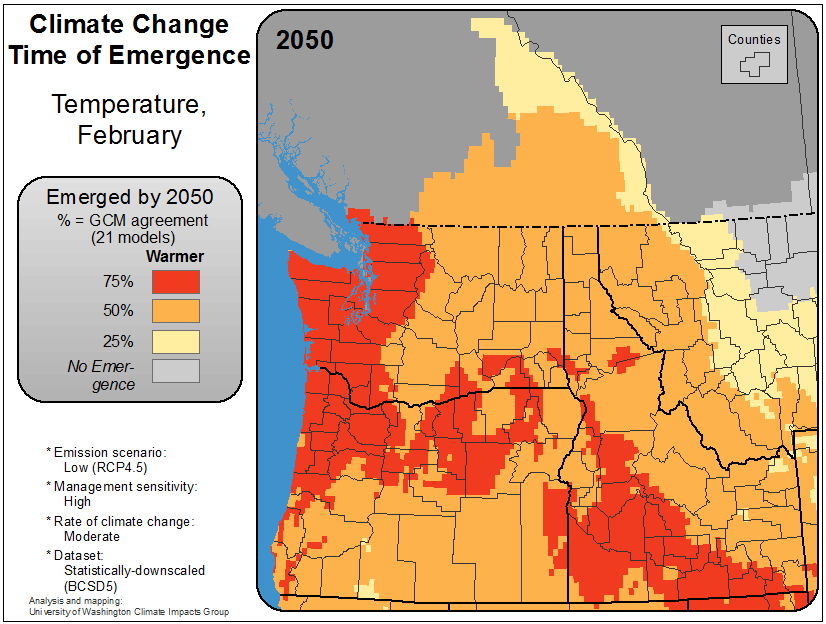 Climate Change
Time of Emergence
Temperature,
February
Emerged by 2050
% = GCM agreement
(21 models)
Warmer
75%
50%
25%
No Emer-
gence
* Emission scenario:
Low (RCP4.5)
* Management sensitivity:
High
* Rate of climate change:
Moderate
* Dataset:
Statistically-downscaled
(BCSD5)
Analysis and mapping:
University of Washington Climate Impacts Group
2050
Counties